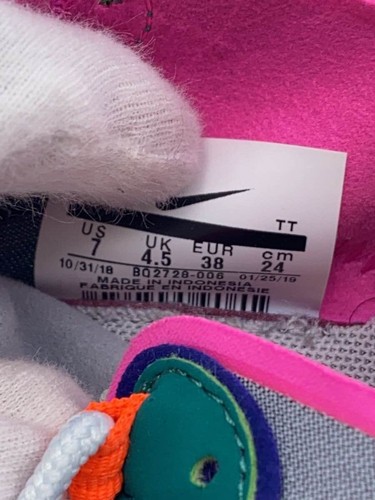 TT
US UK EUR cm
7 4.5 38 24
10/31/18 BQ2728-006 01/25/19
MADE IN INDONESIA
FABRIQUE EN INDONESIE